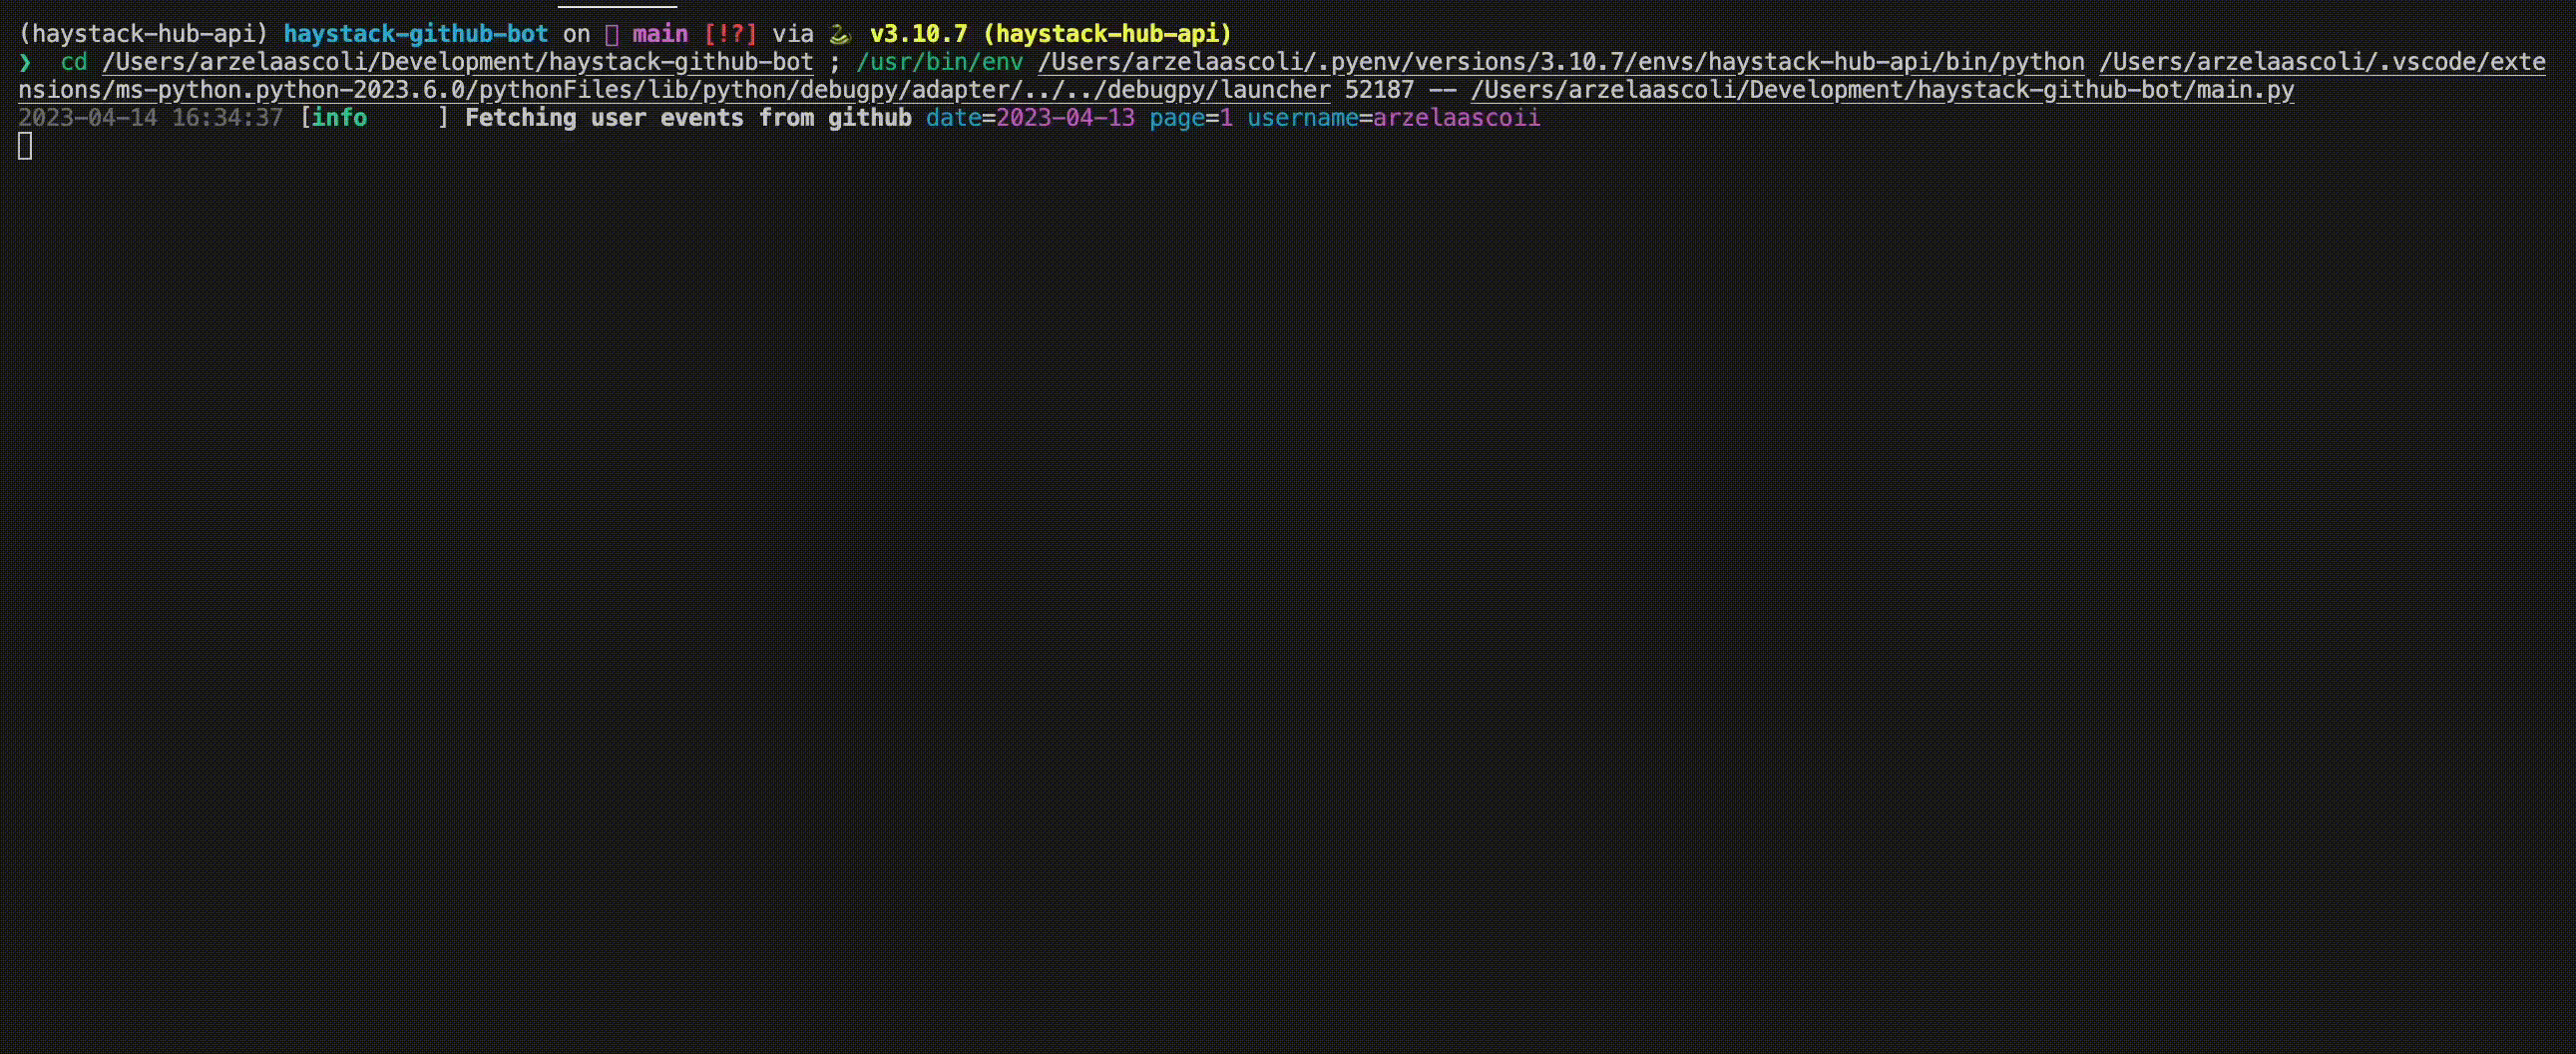 (haystack-hub-api) haystack-github-bot on main [!?] via 🐍 v3.10.7 (haystack-hub-api)
❯ cd /Users/arzelaascoli/Development/haystack-github-bot ; /usr/bin/env /Users/arzelaascoli/.pyenv/versions/3.10.7/envs/haystack-hub-api/bin/python /Users/arzelaascoli/.vscode/exte
nsions/ms-python.python-2023.6.0/pythonFiles/lib/python/debugpy/adapter/../../debugpy/launcher 52187 -- /Users/arzelaascoli/Development/haystack-github-bot/main.py
2023-04-14 16:34:37 [info     ] Fetching user events from github date=2023-04-13 page=1 username=arzelaascoii